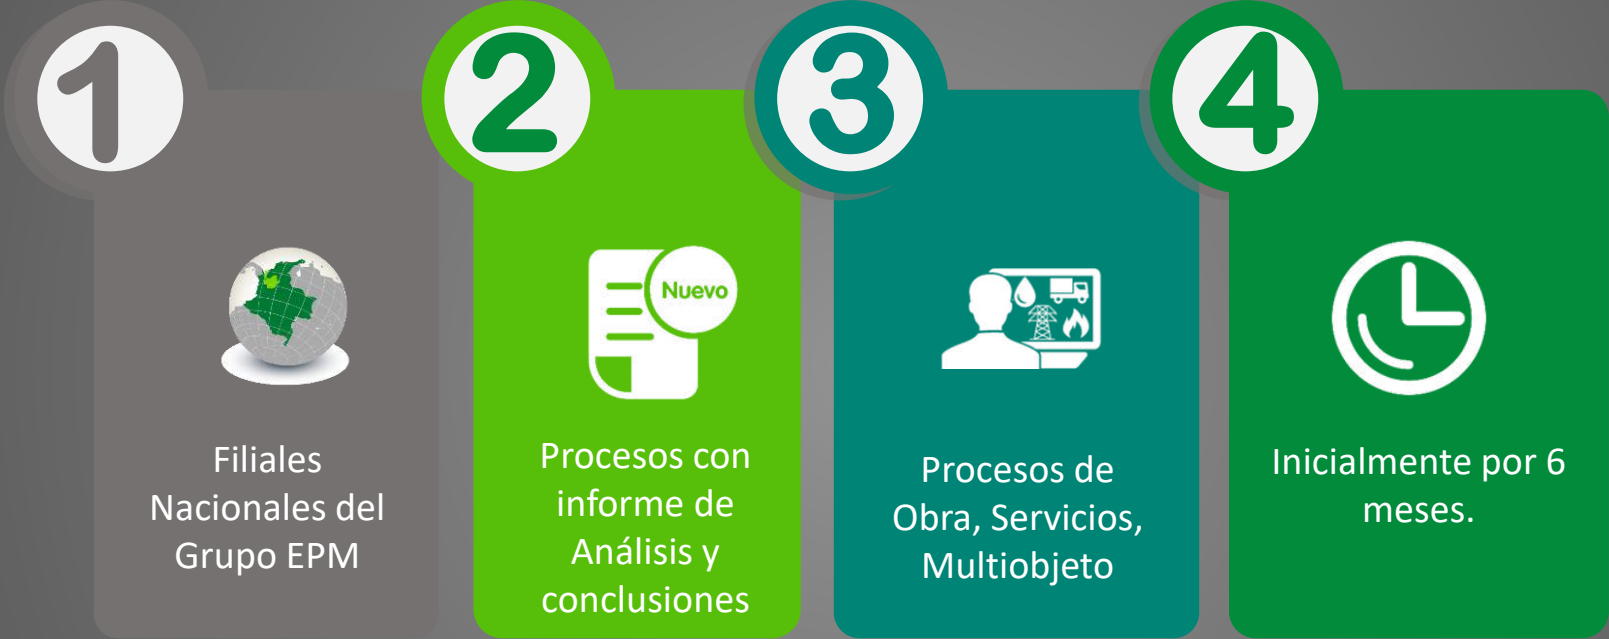 1
Filiales
Nacionales del
Grupo EPM
2
Nuevo
Procesos con
informe de
Análisis y
conclusiones
3
Procesos de
Obra, Servicios,
Multiobjeto
4
Inicialmente por 6
meses.